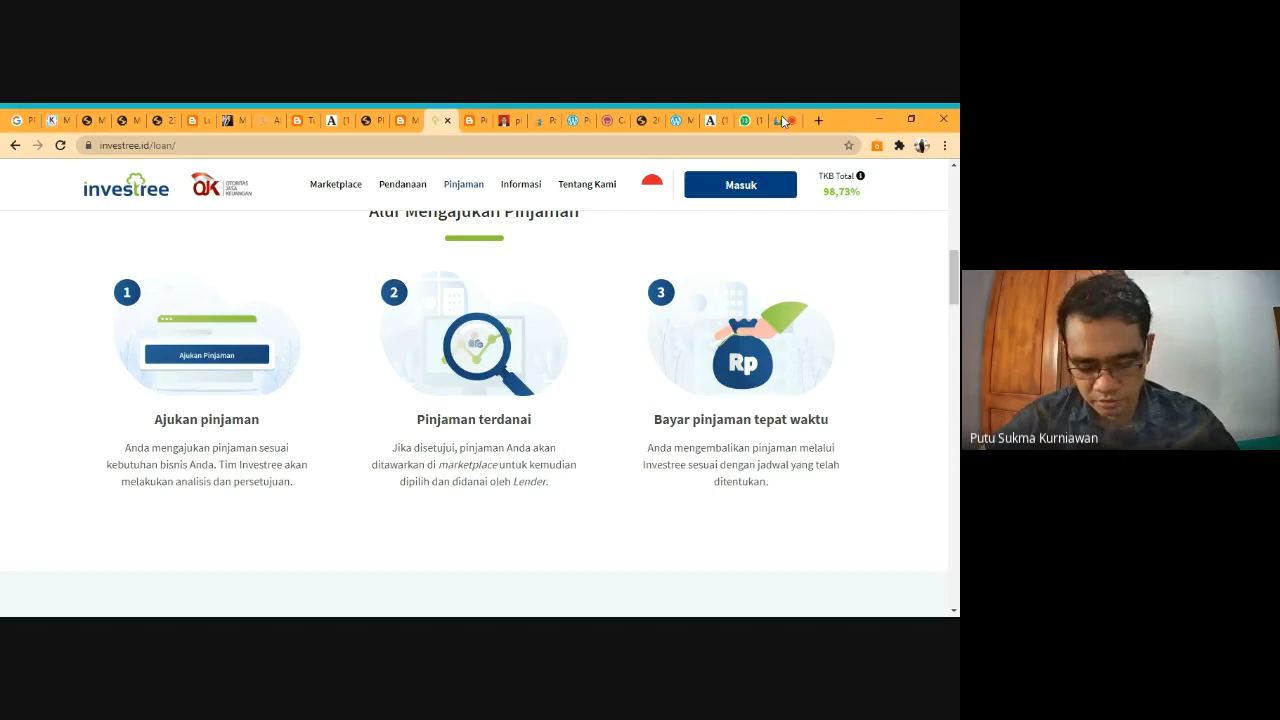 investree.id/loan/
investree
OJK OTORITAS JASA KEUANGAN
Marketplace
Pendanaan
Pinjaman
Informasi
Tentang Kami
Masuk
TKB Total
98,73%
Alur Mengajukan Pinjaman
1
2
3
Ajukan Pinjaman
Rp
Ajukan pinjaman
Anda mengajukan pinjaman sesuai
kebutuhan bisnis Anda. Tim Investree akan
melakukan analisis dan persetujuan.
Pinjaman terdanai
Jika disetujui, pinjaman Anda akan
ditawarkan di marketplace untuk kemudian
dipilih dan didanai oleh Lender.
Bayar pinjaman tepat waktu
Anda mengembalikan pinjaman melalui
Investree sesuai dengan jadwal yang telah
ditentukan.
Putu Sukma Kurniawan